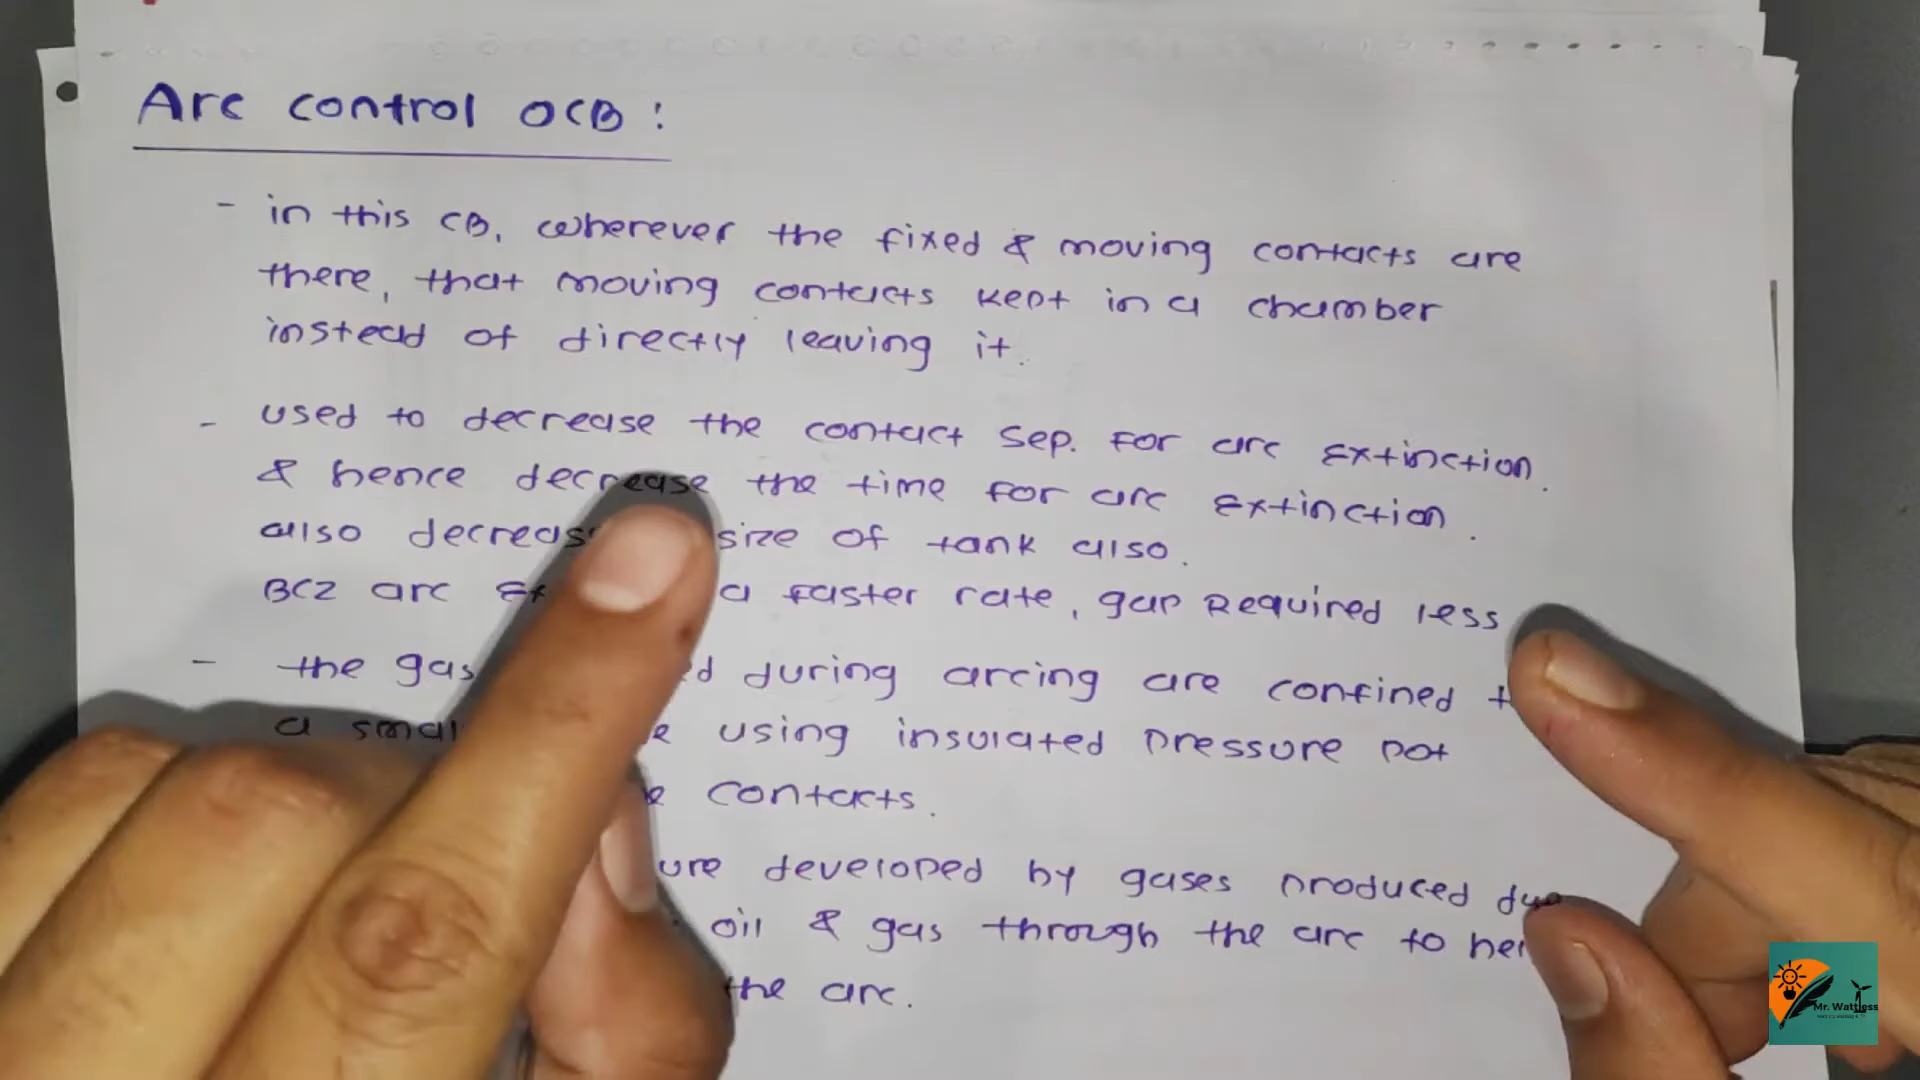 Arc control OCB :
- in this CB, wherever the fixed & moving contacts are
there, that moving contacts kept in a chamber
instead of directly leaving it.
- used to decrease the contact sep. for arc extinction.
& hence decrease the time for arc extinction.
also decreas size of tank also.
BCZ arc Ex a faster rate, gap required less
- the gas d during arcing are confined t
a small e using insulated pressure pot
e contacts.
ure developed by gases produced due
oil & gas through the arc to hel
the arc.
Mr. Wattless